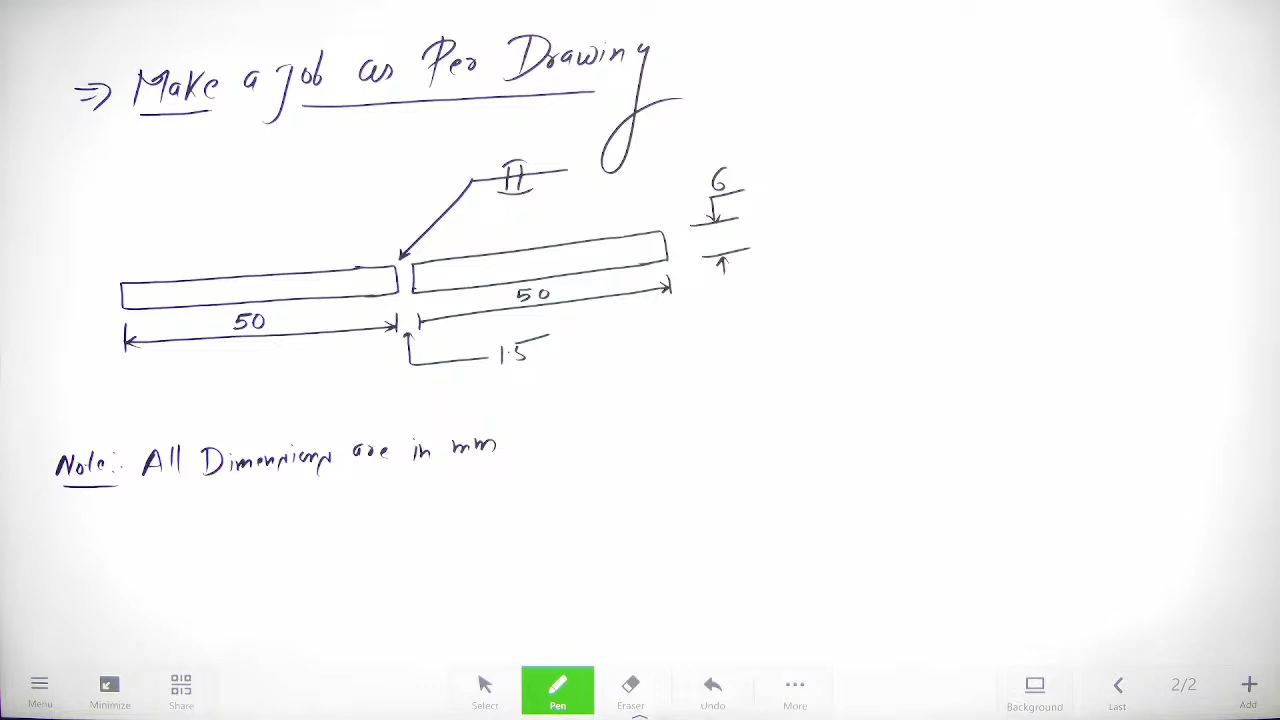 ⇒ Make a Job as Per Drawing
6
50
50
1.5
Note:- All Dimensions are in mm
Menu
Minimize
Share
Select
Pen
Eraser
Undo
More
Background
Last
2/2
Add